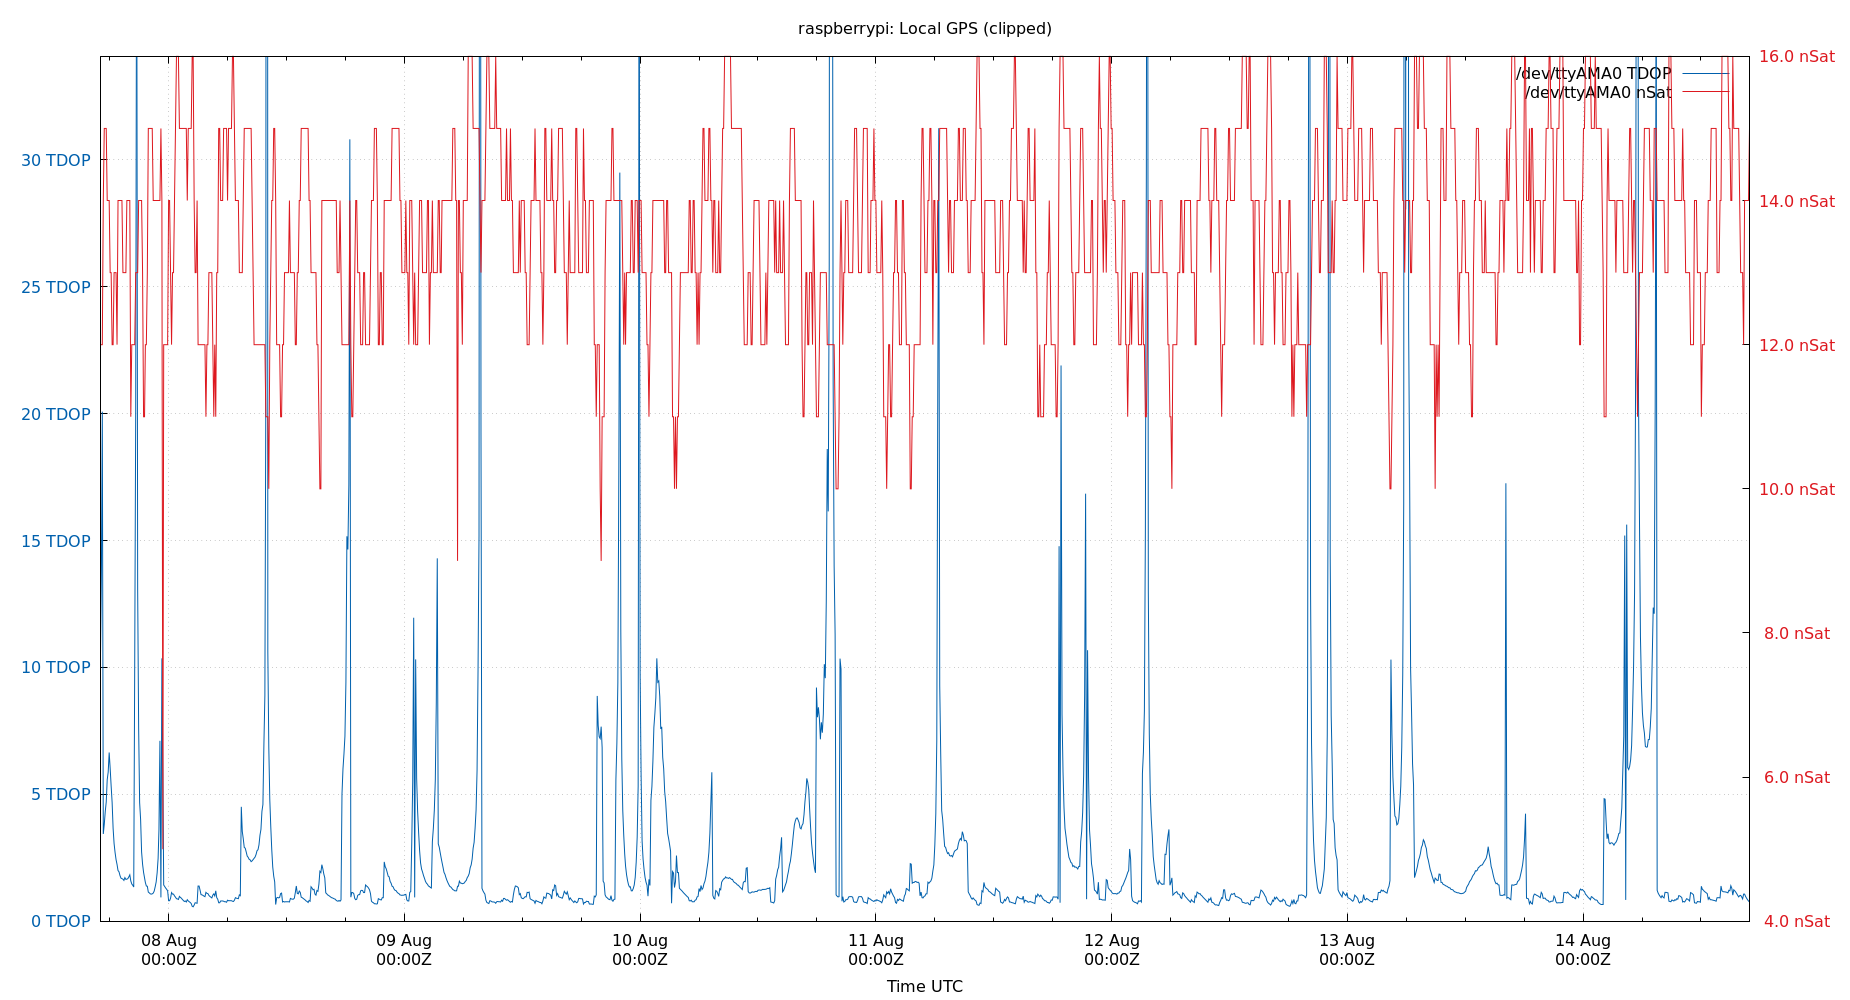 raspberrypi: Local GPS (clipped)
16.0 nSat
/dev/ttyAMA0 TDOP
/dev/ttyAMA0 nSat
30 TDOP
14.0 nSat
25 TDOP
12.0 nSat
20 TDOP
10.0 nSat
15 TDOP
8.0 nSat
10 TDOP
6.0 nSat
5 TDOP
0 TDOP
4.0 nSat
08 Aug 09 Aug 10 Aug 11 Aug 12 Aug 13 Aug 14 Aug
00:00Z 00:00Z 00:00Z 00:00Z 00:00Z 00:00Z 00:00Z
Time UTC